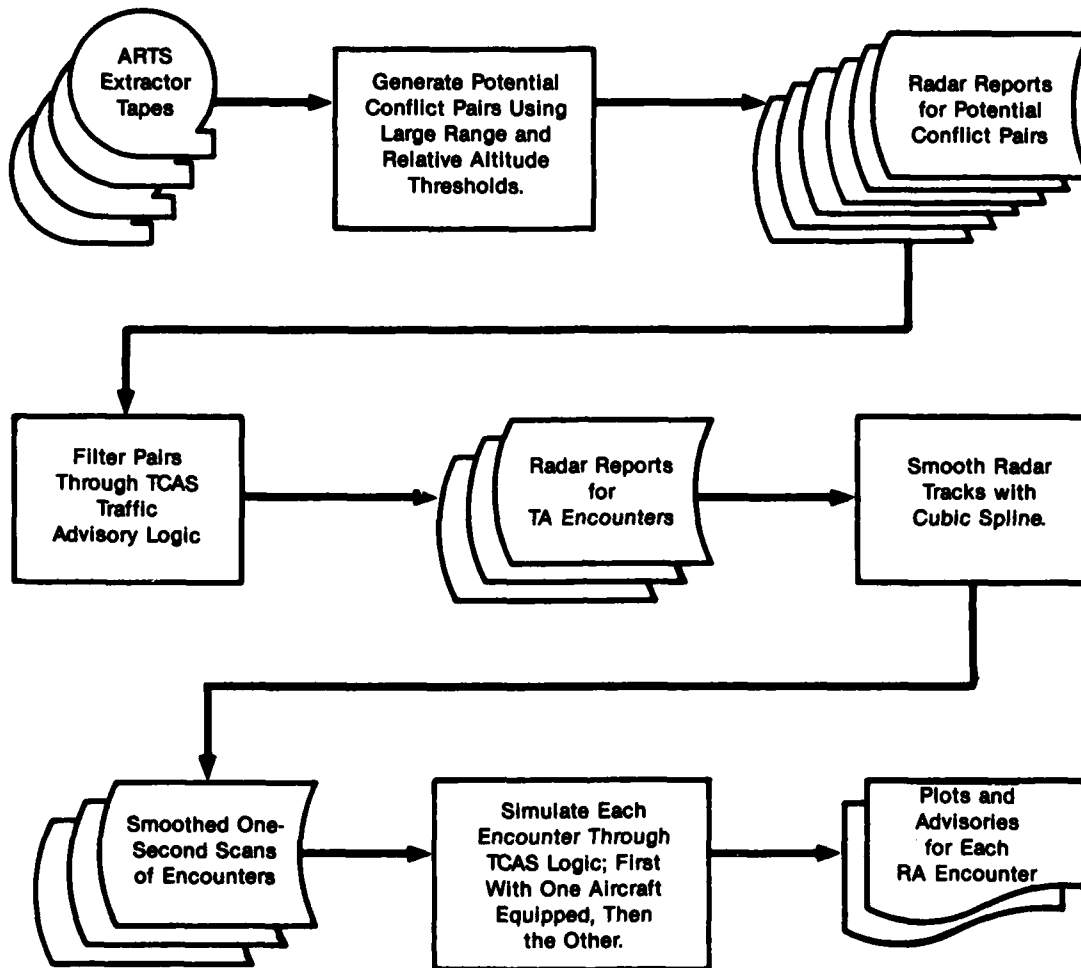 ARTS
Extractor
Tapes
Generate Potential
Conflict Pairs Using
Large Range and
Relative Altitude
Thresholds.
Radar Reports
for Potential
Conflict Pairs
Filter Pairs
Through TCAS
Traffic
Advisory Logic
Radar Reports
for
TA Encounters
Smooth Radar
Tracks with
Cubic Spline.
Smoothed One-
Second Scans
of Encounters
Simulate Each
Encounter Through
TCAS Logic; First
With One Aircraft
Equipped, Then
the Other.
Plots and
Advisories
for Each
RA Encounter